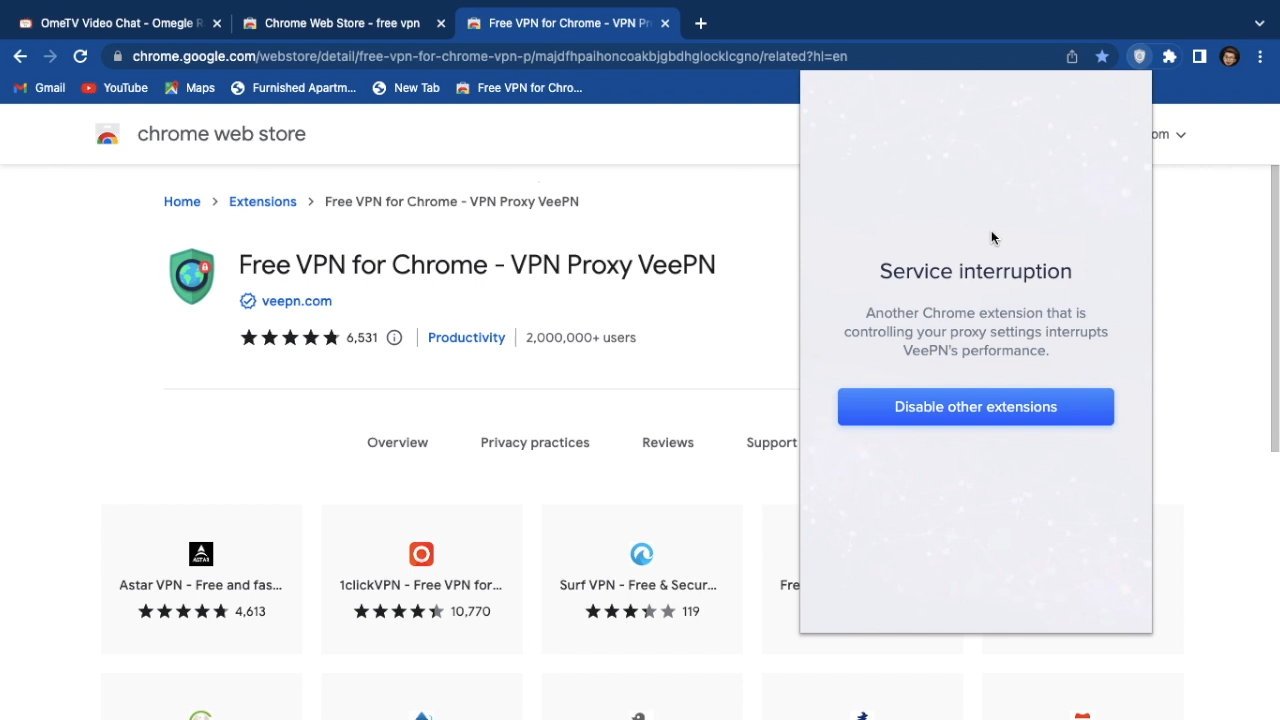 OmeTV Video Chat - Omegle R
Chrome Web Store - free vpn
Free VPN for Chrome - VPN Pr
chrome.google.com/webstore/detail/free-vpn-for-chrome-vpn-p/majdfhpaihoncoakbjgbdhglocklcgno/related?hl=en
Gmail
YouTube
Maps
Furnished Apartm...
New Tab
Free VPN for Chro...
chrome web store
om
Home > Extensions > Free VPN for Chrome - VPN Proxy VeePN
Free VPN for Chrome - VPN Proxy VeePN
veepn.com
6,531
Productivity
2,000,000+ users
Overview
Privacy practices
Reviews
Support
Service interruption
Another Chrome extension that is
controlling your proxy settings interrupts
VeePN's performance.
Disable other extensions
ASTAR
Astar VPN - Free and fas...
4,613
1clickVPN - Free VPN for...
10,770
Surf VPN - Free & Secur...
119
Fre